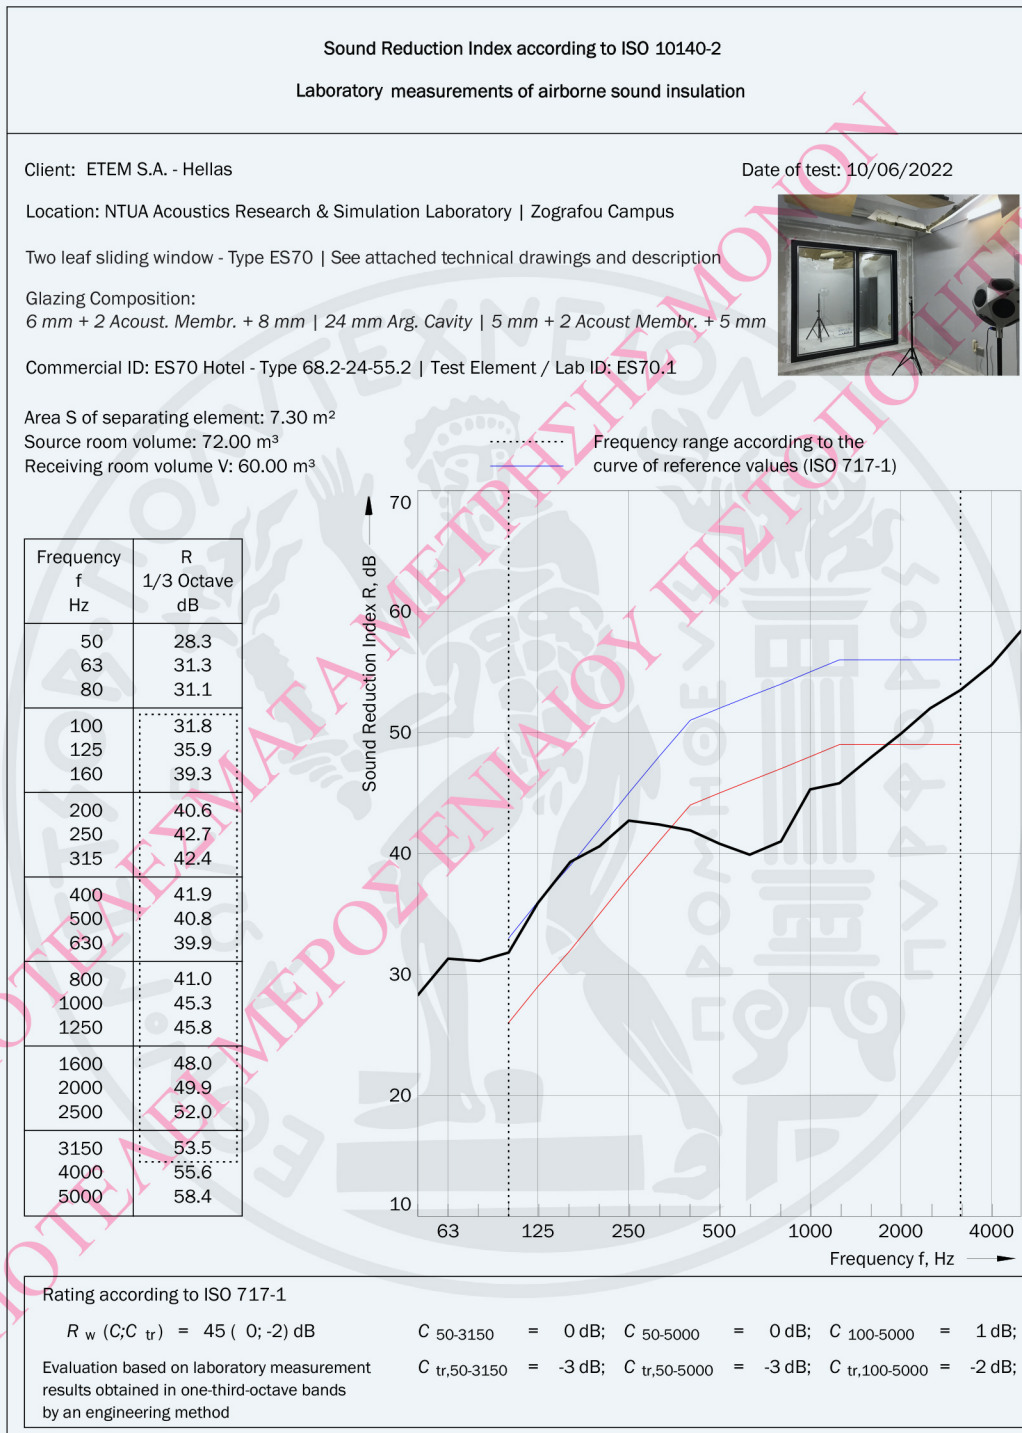 Sound Reduction Index according to ISO 10140-2
Laboratory measurements of airborne sound insulation
Client: ETEM S.A. - Hellas
Date of test: 10/06/2022
Location: NTUA Acoustics Research & Simulation Laboratory | Zografou Campus
Two leaf sliding window - Type ES70 | See attached technical drawings and description
Glazing Composition:
6 mm + 2 Acoust. Membr. + 8 mm | 24 mm Arg. Cavity | 5 mm + 2 Acoust Membr. + 5 mm
Commercial ID: ES70 Hotel - Type 68.2-24-55.2 | Test Element / Lab ID: ES70.1
Area S of separating element: 7.30 m²
Source room volume: 72.00 m³
Receiving room volume V: 60.00 m³
Frequency range according to the
curve of reference values (ISO 717-1)
Frequency R
f 1/3 Octave
Hz dB
50 28.3
63 31.3
80 31.1
100 31.8
125 35.9
160 39.3
200 40.6
250 42.7
315 42.4
400 41.9
500 40.8
630 39.9
800 41.0
1000 45.3
1250 45.8
1600 48.0
2000 49.9
2500 52.0
3150 53.5
4000 55.6
5000 58.4
Sound Reduction Index R, dB
70
60
50
40
30
20
10
63 125 250 500 1000 2000 4000
Frequency f, Hz
Rating according to ISO 717-1
R w (C;C tr) = 45 ( 0; -2) dB
C 50-3150 = 0 dB; C 50-5000 = 0 dB; C 100-5000 = 1 dB;
Evaluation based on laboratory measurement
results obtained in one-third-octave bands
by an engineering method
C tr,50-3150 = -3 dB; C tr,50-5000 = -3 dB; C tr,100-5000 = -2 dB;
ΠΟΤΕΛΕΣΜΑΤΑ ΜΕΤΡΗΣΗΣ ΜΟΝΟΝ
ΠΟΤΕΛΕΙ ΜΕΡΟΣ ΕΝΙΑΙΟΥ ΠΙΣΤΟΠΟΙΗΤ
ΠΡΟΜΗΘΕΥΣ
ΠΥΡΦΟΡΟΣ